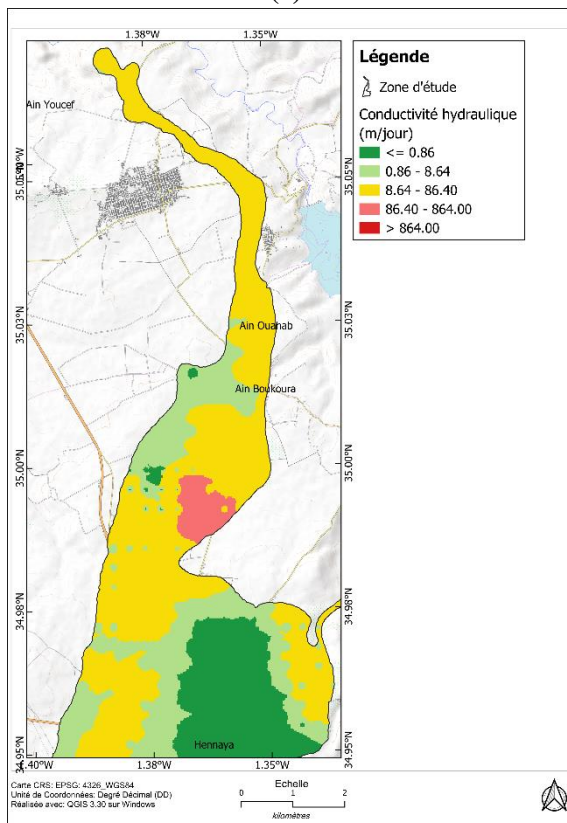 1.38°W 1.35°W
Légende
Zone d'étude
Conductivité hydraulique
(m/jour)
<= 0.86
0.86 - 8.64
8.64 - 86.40
86.40 - 864.00
> 864.00
Ain Youcef
35.05°N 35.05°N
Ain Ouahab
35.03°N 35.03°N
Ain Boukoura
35.00°N 35.00°N
34.98°N 34.98°N
Hennaya
34.95°N 34.95°N
1.40°W 1.38°W 1.35°W
Carte CRS: EPSG: 4326_WGS84
Unité de Coordonnées: Degré Décimal (DD)
Réalisée avec: QGIS 3.30 sur Windows
Echelle
0 1 2
kilomètres